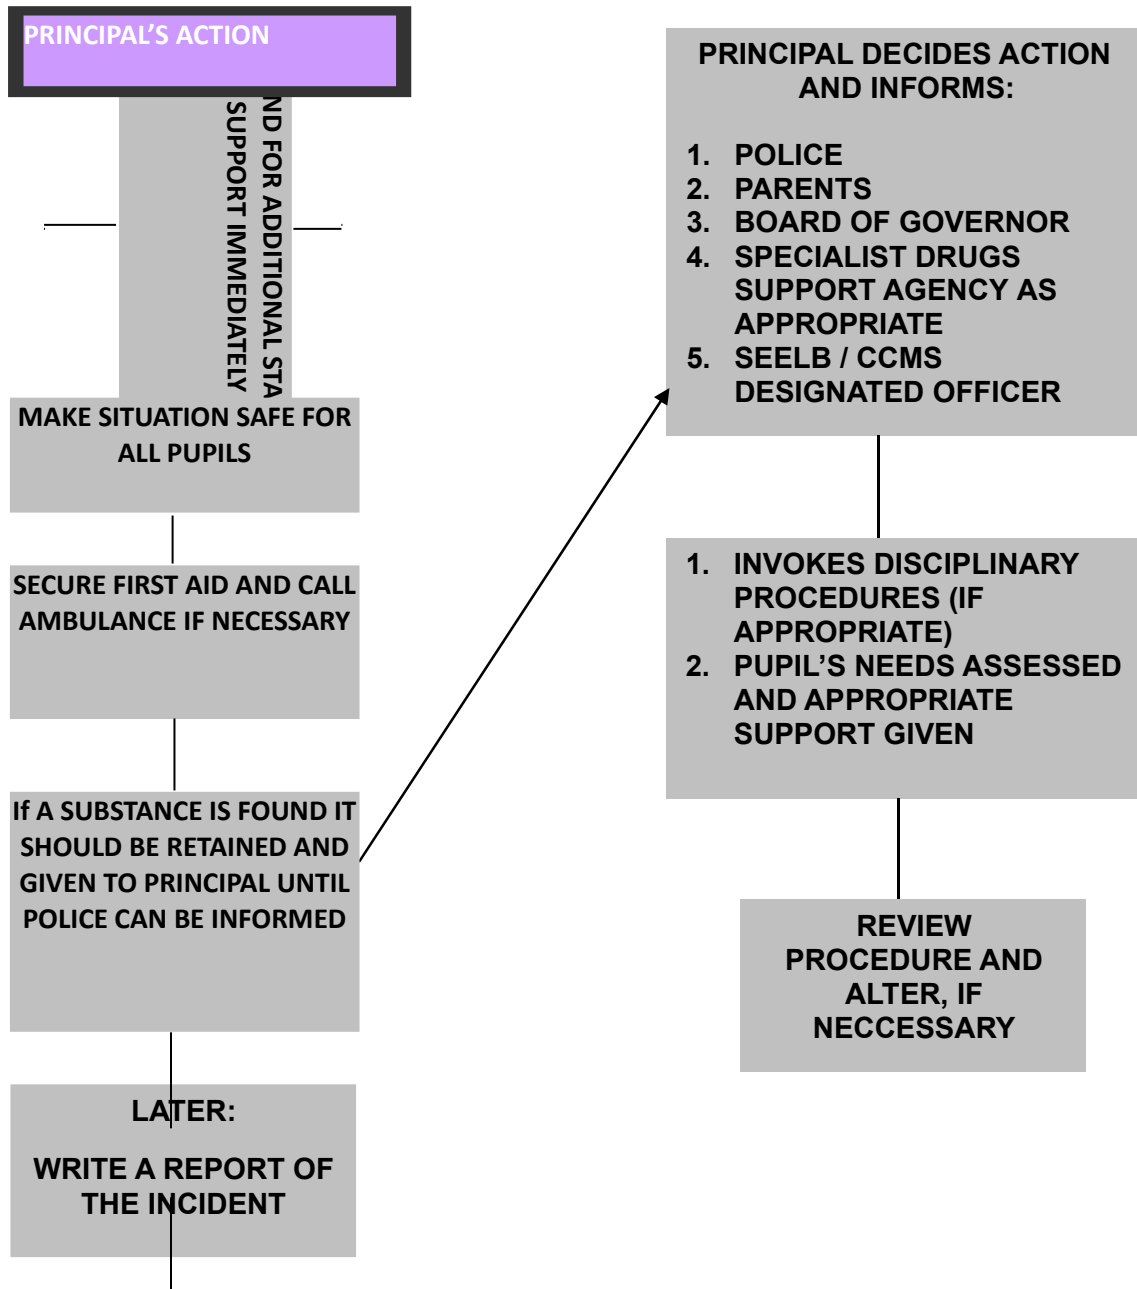 PRINCIPAL'S ACTION
ND FOR ADDITIONAL STA
SUPPORT IMMEDIATELY
MAKE SITUATION SAFE FOR
ALL PUPILS
SECURE FIRST AID AND CALL
AMBULANCE IF NECESSARY
If A SUBSTANCE IS FOUND IT
SHOULD BE RETAINED AND
GIVEN TO PRINCIPAL UNTIL
POLICE CAN BE INFORMED
LATER:
WRITE A REPORT OF
THE INCIDENT
PRINCIPAL DECIDES ACTION
AND INFORMS:
1. POLICE
2. PARENTS
3. BOARD OF GOVERNOR
4. SPECIALIST DRUGS
SUPPORT AGENCY AS
APPROPRIATE
5. SEELB / CCMS
DESIGNATED OFFICER
1. INVOKES DISCIPLINARY
PROCEDURES (IF
APPROPRIATE)
2. PUPIL'S NEEDS ASSESSED
AND APPROPRIATE
SUPPORT GIVEN
REVIEW
PROCEDURE AND
ALTER, IF
NECCESSARY